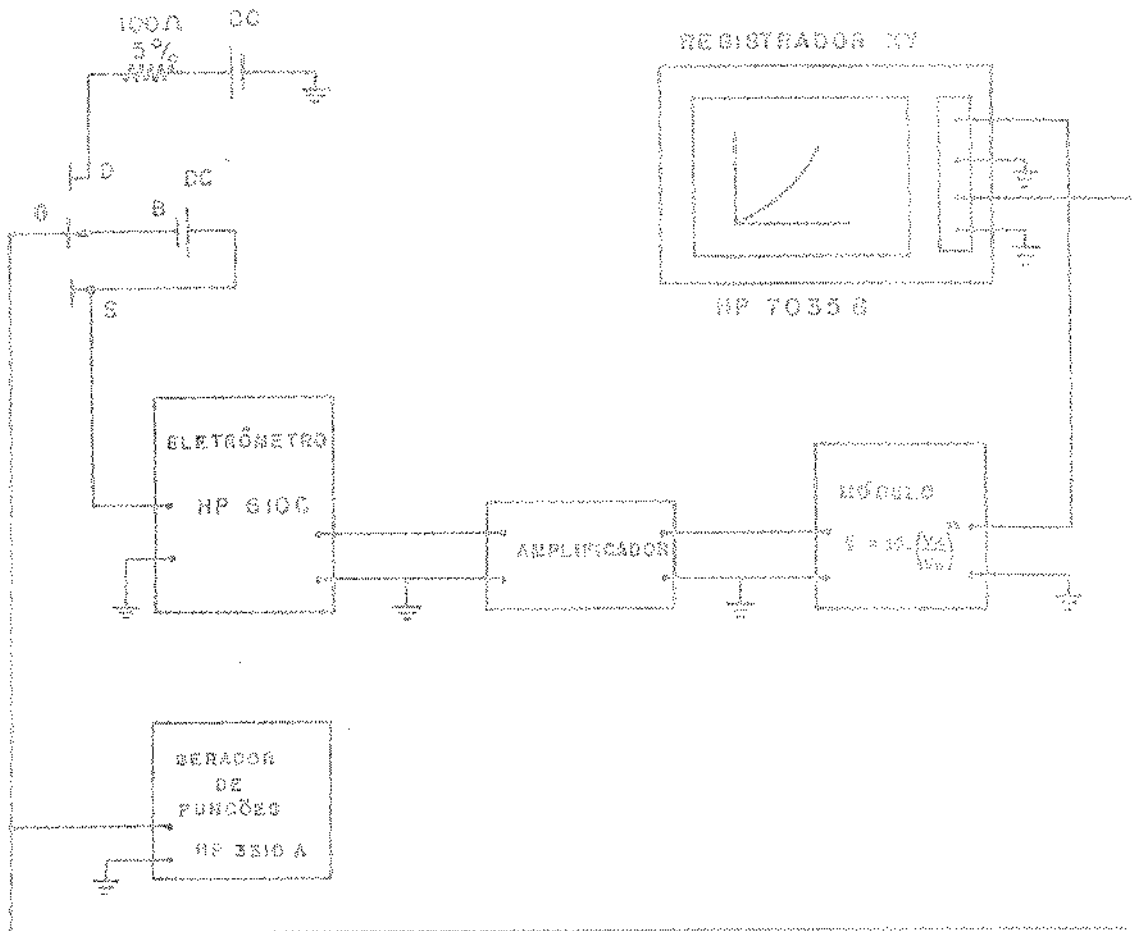 100Ω
5%
DC
REGISTRADOR XY
D
DC
G
B
S
HP 7035 B
ELETRÔMETRO
HP 610C
AMPLIFICADOR
MÓDULO
GERADOR
DE
FUNÇÕES
HP 3310 A